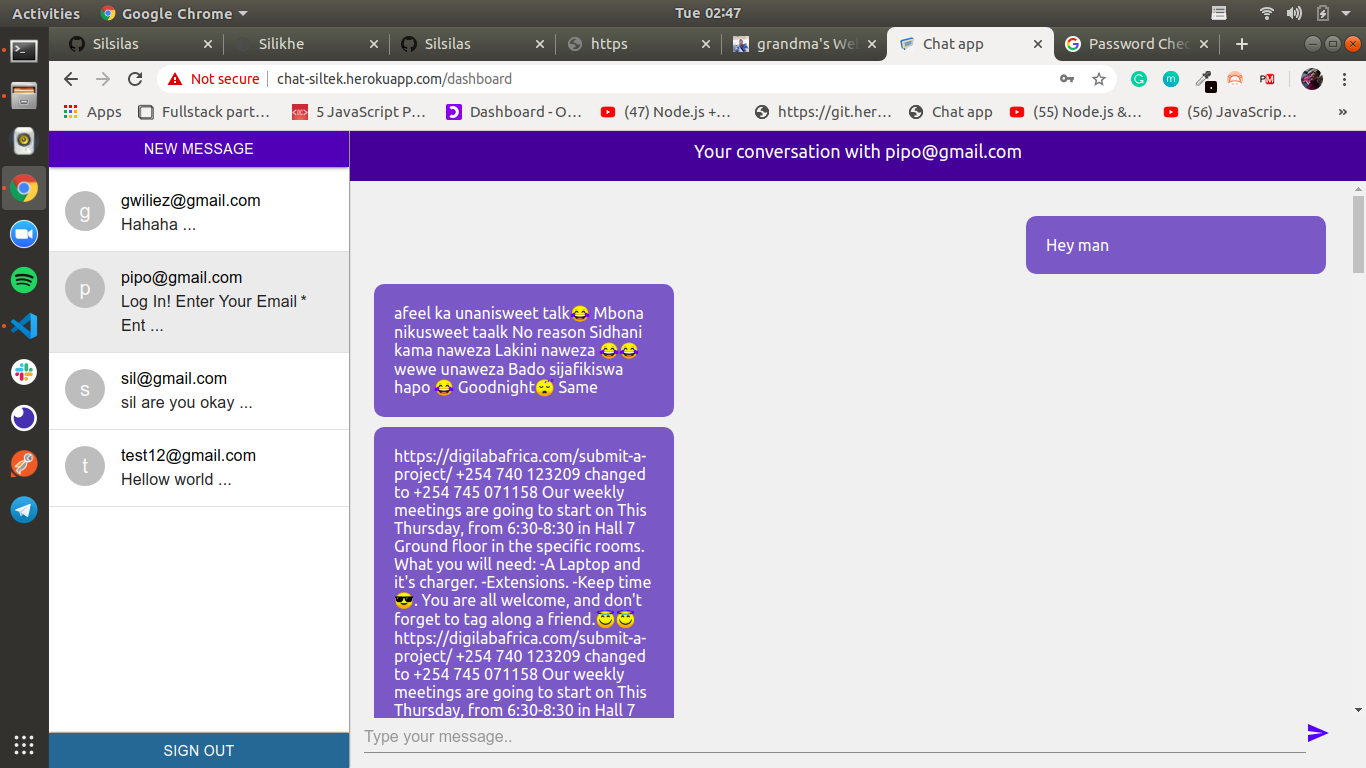 Activities
Google Chrome
Tue 02:47
Silsilas
Silikhe
Silsilas
https
grandma's Wel
Chat app
Password Chec
Not secure
chat-siltek.herokuapp.com/dashboard
Apps
Fullstack part…
5 JavaScript P…
Dashboard - O…
(47) Node.js +…
https://git.her…
Chat app
(55) Node.js &…
(56) JavaScrip…
»
NEW MESSAGE
g
gwiliez@gmail.com
Hahaha ...
p
pipo@gmail.com
Log In! Enter Your Email *
Ent ...
s
sil@gmail.com
sil are you okay ...
t
test12@gmail.com
Hellow world ...
SIGN OUT
Your conversation with pipo@gmail.com
Hey man
afeel ka unanisweet talk😂 Mbona
nikusweet taalk No reason Sidhani
kama naweza Lakini naweza 😂😂
wewe unaweza Bado sijafikiswa
hapo 😂 Goodnight😴 Same
https://digilabafrica.com/submit-a-
project/ +254 740 123209 changed
to +254 745 071158 Our weekly
meetings are going to start on This
Thursday, from 6:30-8:30 in Hall 7
Ground floor in the specific rooms.
What you will need: -A Laptop and
it's charger. -Extensions. -Keep time
😎. You are all welcome, and don't
forget to tag along a friend.😇😇
https://digilabafrica.com/submit-a-
project/ +254 740 123209 changed
to +254 745 071158 Our weekly
meetings are going to start on This
Thursday, from 6:30-8:30 in Hall 7
Type your message..